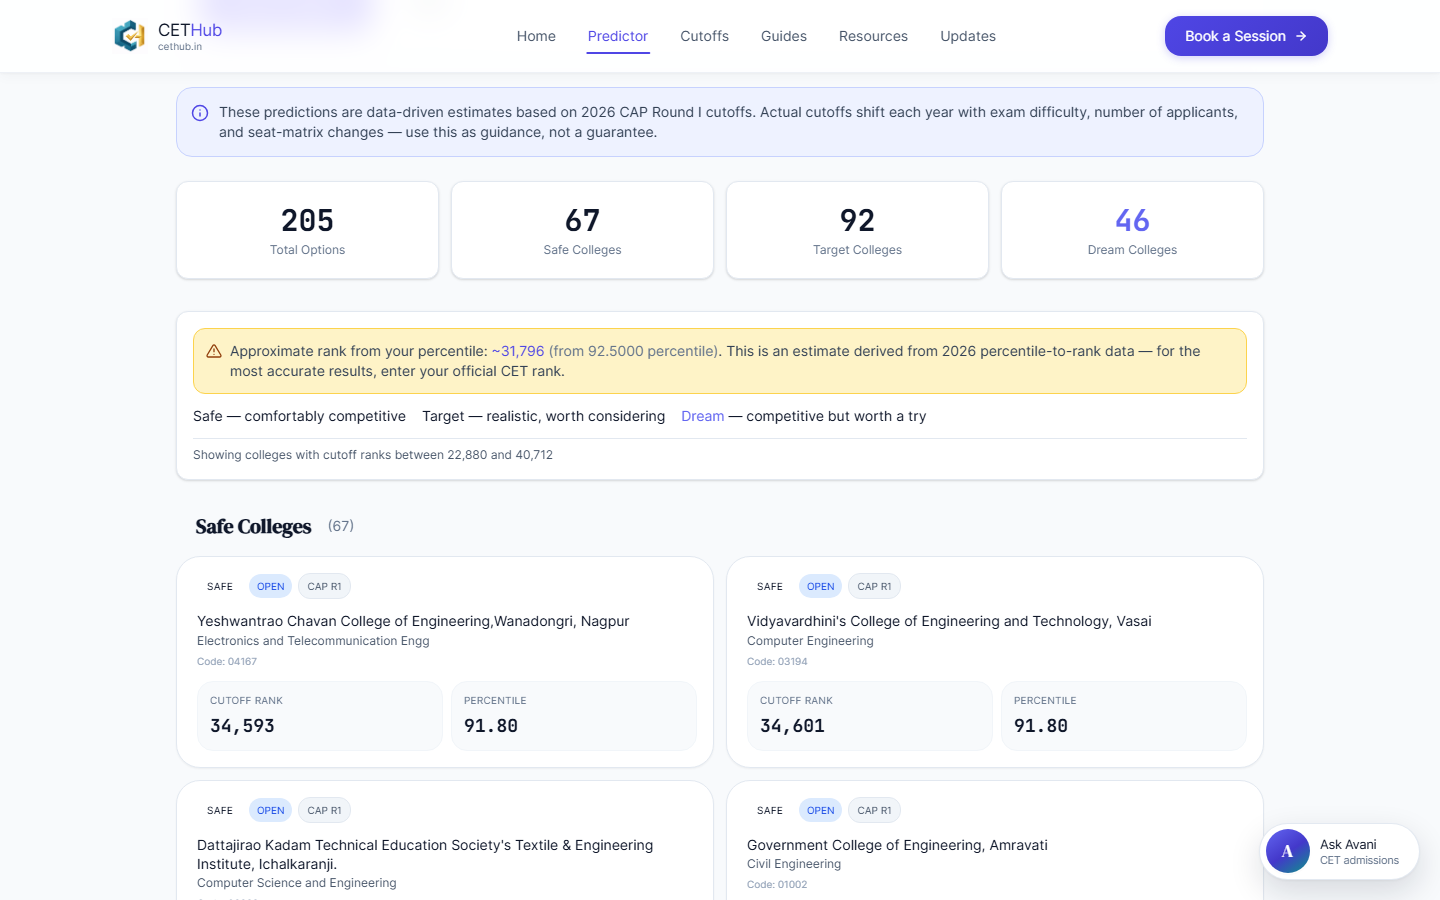 CETHub
cethub.in
Home
Predictor
Cutoffs
Guides
Resources
Updates
Book a Session
These predictions are data-driven estimates based on 2026 CAP Round I cutoffs. Actual cutoffs shift each year with exam difficulty, number of applicants,
and seat-matrix changes — use this as guidance, not a guarantee.
205
Total Options
67
Safe Colleges
92
Target Colleges
46
Dream Colleges
Approximate rank from your percentile: ~31,796 (from 92.5000 percentile). This is an estimate derived from 2026 percentile-to-rank data — for the
most accurate results, enter your official CET rank.
Safe — comfortably competitive Target — realistic, worth considering Dream — competitive but worth a try
Showing colleges with cutoff ranks between 22,880 and 40,712
Safe Colleges (67)
SAFE OPEN CAP R1
Yeshwantrao Chavan College of Engineering,Wanadongri, Nagpur
Electronics and Telecommunication Engg
Code: 04167
CUTOFF RANK
34,593
PERCENTILE
91.80
SAFE OPEN CAP R1
Vidyavardhini's College of Engineering and Technology, Vasai
Computer Engineering
Code: 03194
CUTOFF RANK
34,601
PERCENTILE
91.80
SAFE OPEN CAP R1
Dattajirao Kadam Technical Education Society's Textile & Engineering
Institute, Ichalkaranji.
Computer Science and Engineering
SAFE OPEN CAP R1
Government College of Engineering, Amravati
Civil Engineering
Code: 01002
A
Ask Avani
CET admissions